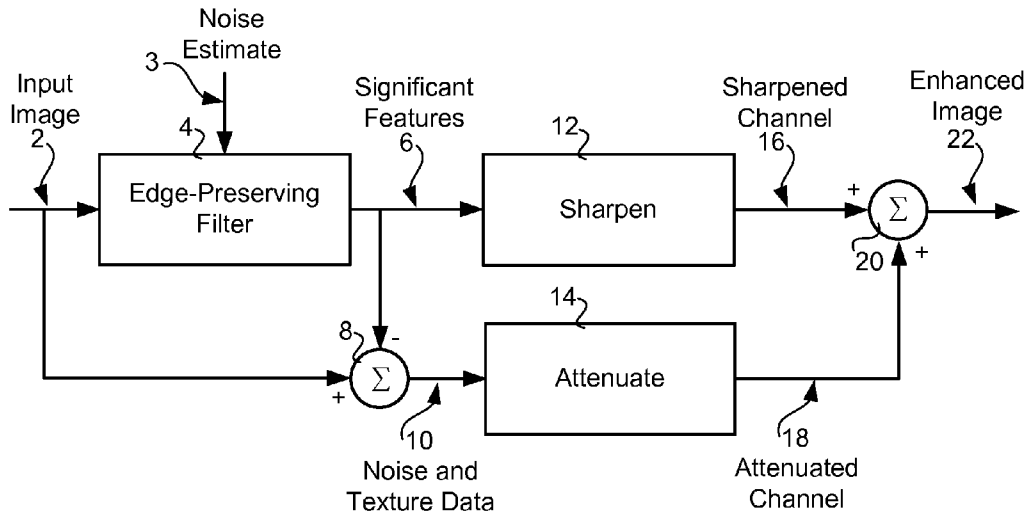 Noise
Estimate
3
Input
Image
2
4
Edge-Preserving
Filter
Significant
Features
6
12
Sharpen
Sharpened
Channel
16
+
Σ
20
+
Enhanced
Image
22
8
-
Σ
+
10
Noise and
Texture Data
14
Attenuate
18
Attenuated
Channel